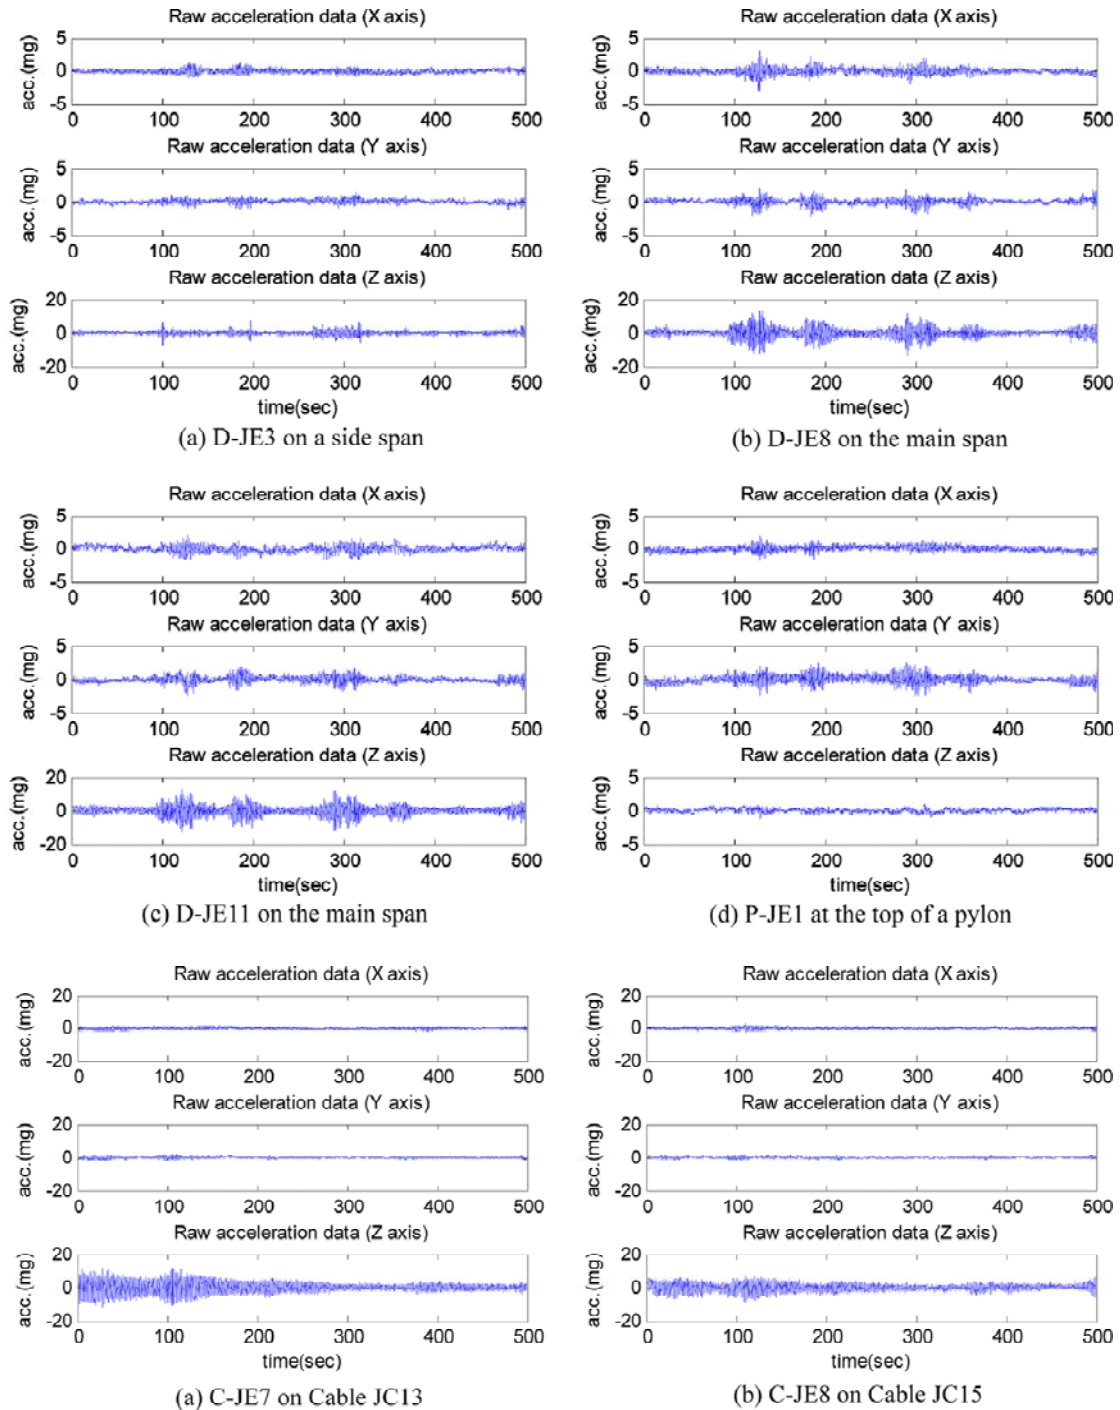 Raw acceleration data (X axis)
acc.(mg)
5
0
-5
0 100 200 300 400 500
Raw acceleration data (Y axis)
acc.(mg)
5
0
5
0 100 200 300 400 500
Raw acceleration data (Z axis)
acc.(mg)
20
0
-20
0 100 200 300 400 500
time(sec)
(a) D-JE3 on a side span
Raw acceleration data (X axis)
acc.(mg)
5
0
-5
0 100 200 300 400 500
Raw acceleration data (Y axis)
acc.(mg)
5
0
5
0 100 200 300 400 500
Raw acceleration data (Z axis)
acc.(mg)
20
0
-20
0 100 200 300 400 500
time(sec)
(b) D-JE8 on the main span
Raw acceleration data (X axis)
acc.(mg)
5
0
-5
0 100 200 300 400 500
Raw acceleration data (Y axis)
acc.(mg)
5
0
5
0 100 200 300 400 500
Raw acceleration data (Z axis)
acc.(mg)
20
0
-20
0 100 200 300 400 500
time(sec)
(c) D-JE11 on the main span
Raw acceleration data (X axis)
acc.(mg)
5
0
-5
0 100 200 300 400 500
Raw acceleration data (Y axis)
acc.(mg)
5
0
5
0 100 200 300 400 500
Raw acceleration data (Z axis)
acc.(mg)
5
0
-5
0 100 200 300 400 500
time(sec)
(d) P-JE1 at the top of a pylon
Raw acceleration data (X axis)
acc.(mg)
20
0
-20
0 100 200 300 400 500
Raw acceleration data (Y axis)
acc.(mg)
20
0
-20
0 100 200 300 400 500
Raw acceleration data (Z axis)
acc.(mg)
20
0
-20
0 100 200 300 400 500
time(sec)
(a) C-JE7 on Cable JC13
Raw acceleration data (X axis)
acc.(mg)
20
0
-20
0 100 200 300 400 500
Raw acceleration data (Y axis)
acc.(mg)
20
0
-20
0 100 200 300 400 500
Raw acceleration data (Z axis)
acc.(mg)
20
0
-20
0 100 200 300 400 500
time(sec)
(b) C-JE8 on Cable JC15